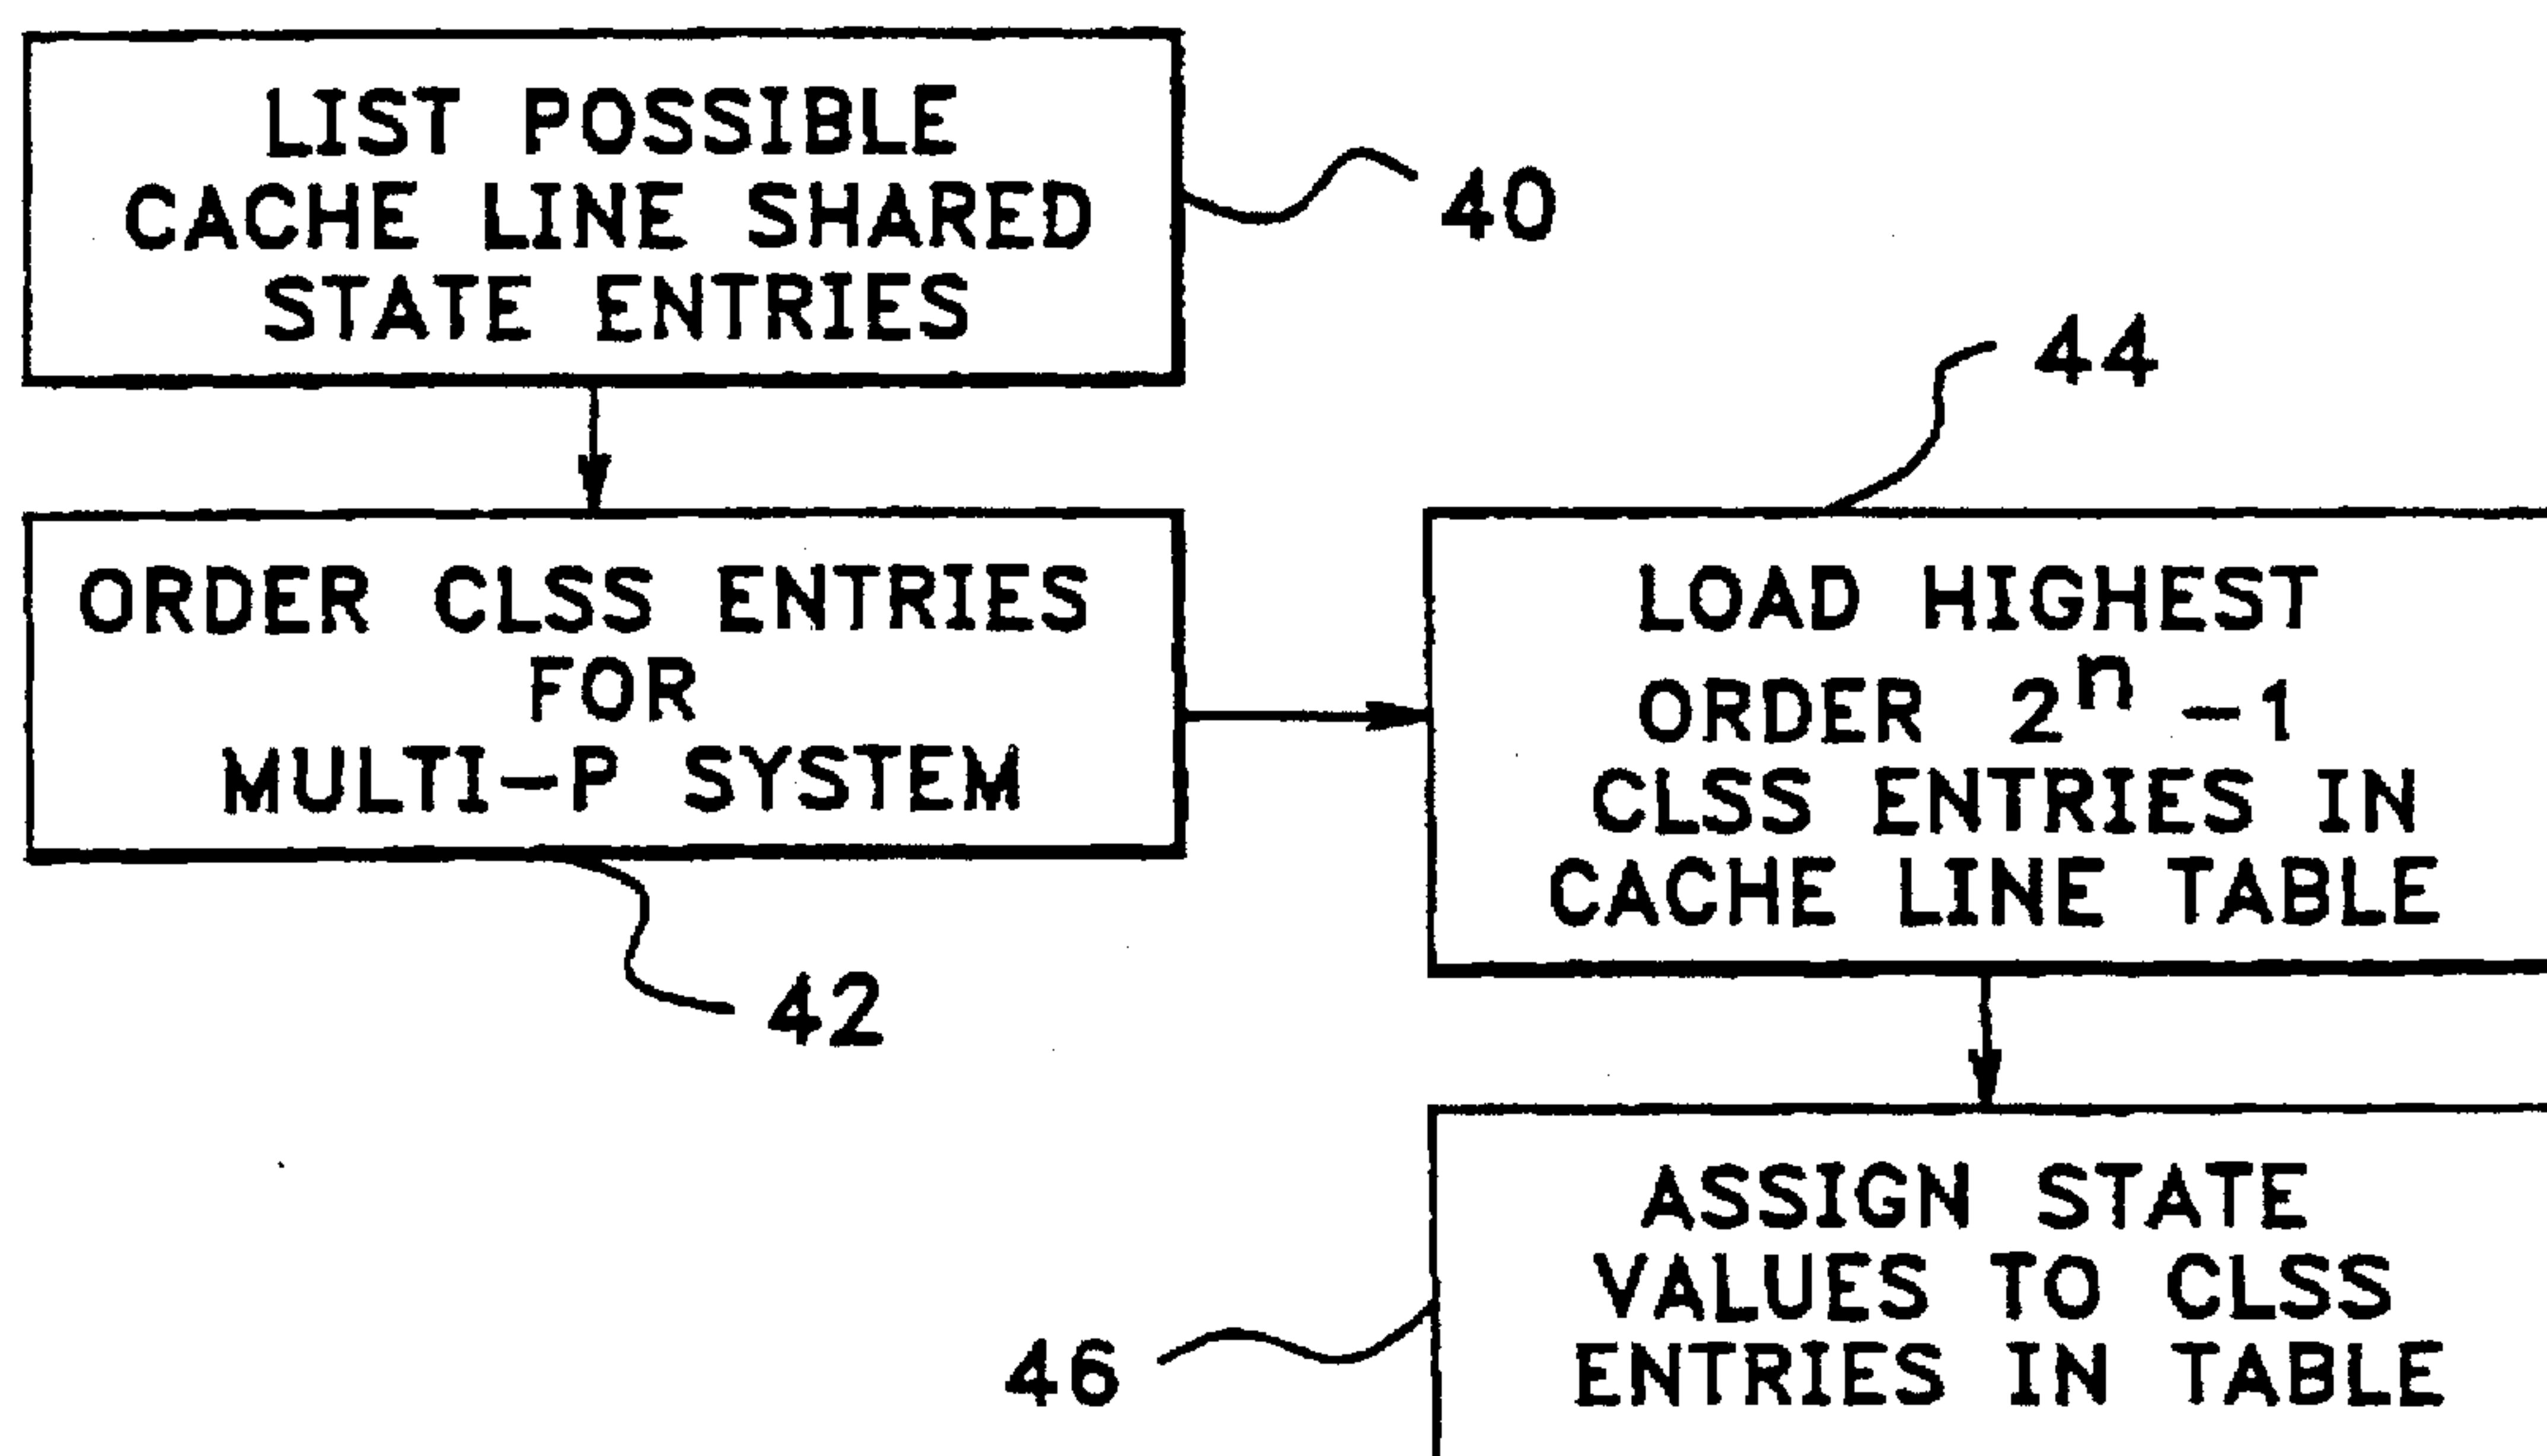 LIST POSSIBLE
CACHE LINE SHARED
STATE ENTRIES
40
ORDER CLSS ENTRIES
FOR
MULTI-P SYSTEM
42
44
LOAD HIGHEST
ORDER 2ⁿ -1
CLSS ENTRIES IN
CACHE LINE TABLE
ASSIGN STATE
VALUES TO CLSS
ENTRIES IN TABLE
46